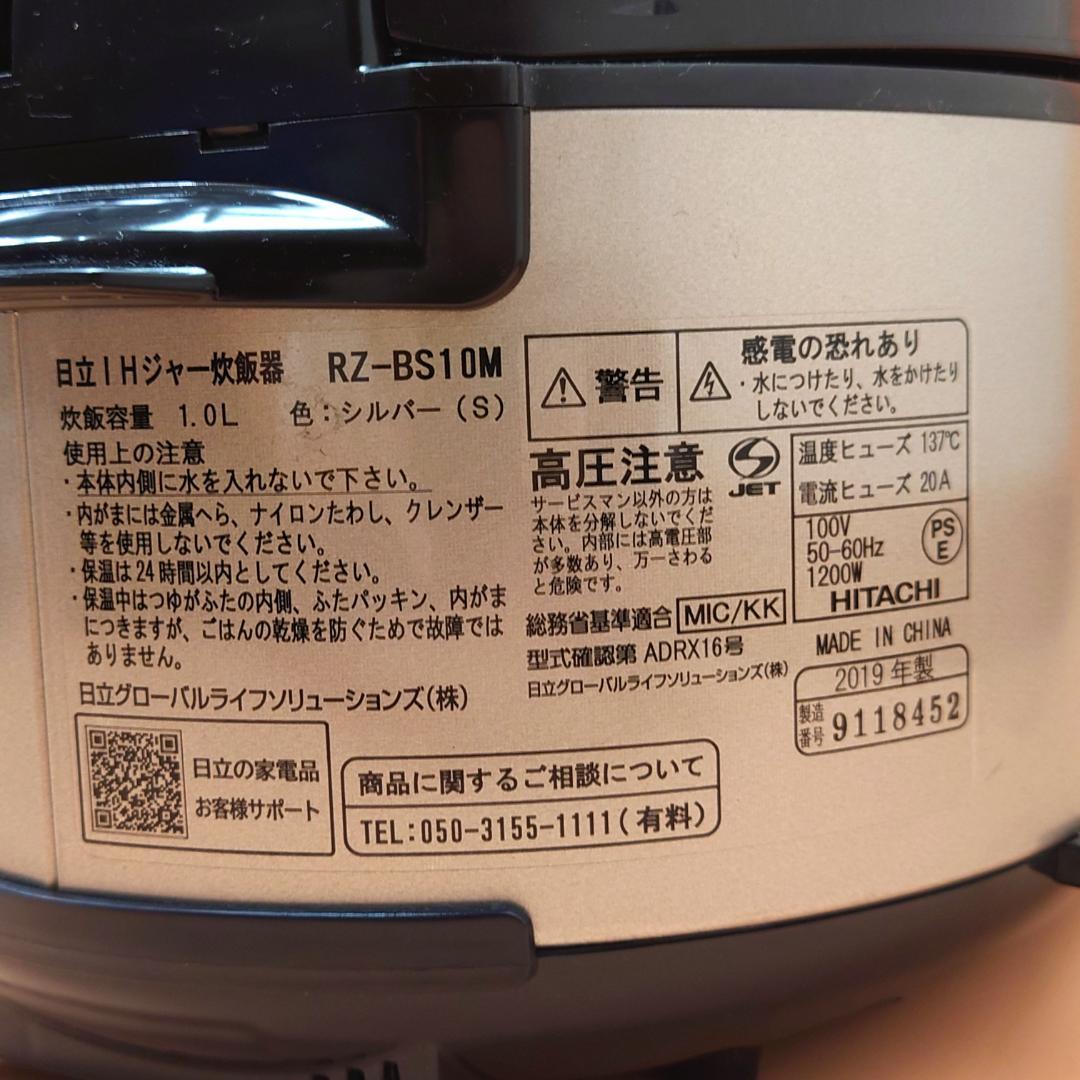 日立IHジャー炊飯器 RZ-BS10M
炊飯容量 1.0L 色:シルバー(S)
使用上の注意
・本体内側に水を入れないで下さい。
・内がまには金属へら、ナイロンたわし、クレンザー
等を使用しないでください。
・保温は24時間以内としてください。
・保温中はつゆがふたの内側、ふたパッキン、内がま
につきますが、ごはんの乾燥を防ぐためで故障では
ありません。
日立グローバルライフソリューションズ(株)
日立の家電品
お客様サポート
商品に関するご相談について
TEL:050-3155-1111(有料)
警告
感電の恐れあり
・水につけたり、水をかけたり
しないでください。
高圧注意
サービスマン以外の方は
本体を分解しないでくだ
さい。内部には高電圧部
が多数あり、万一さわる
と危険です。
JET
総務省基準適合 MIC/KK
型式確認第 ADRX16号
日立グローバルライフソリューションズ(株)
温度ヒューズ 137℃
電流ヒューズ 20A
100V
50-60Hz
1200W
PS
E
HITACHI
MADE IN CHINA
2019年製
製造
番号 9118452